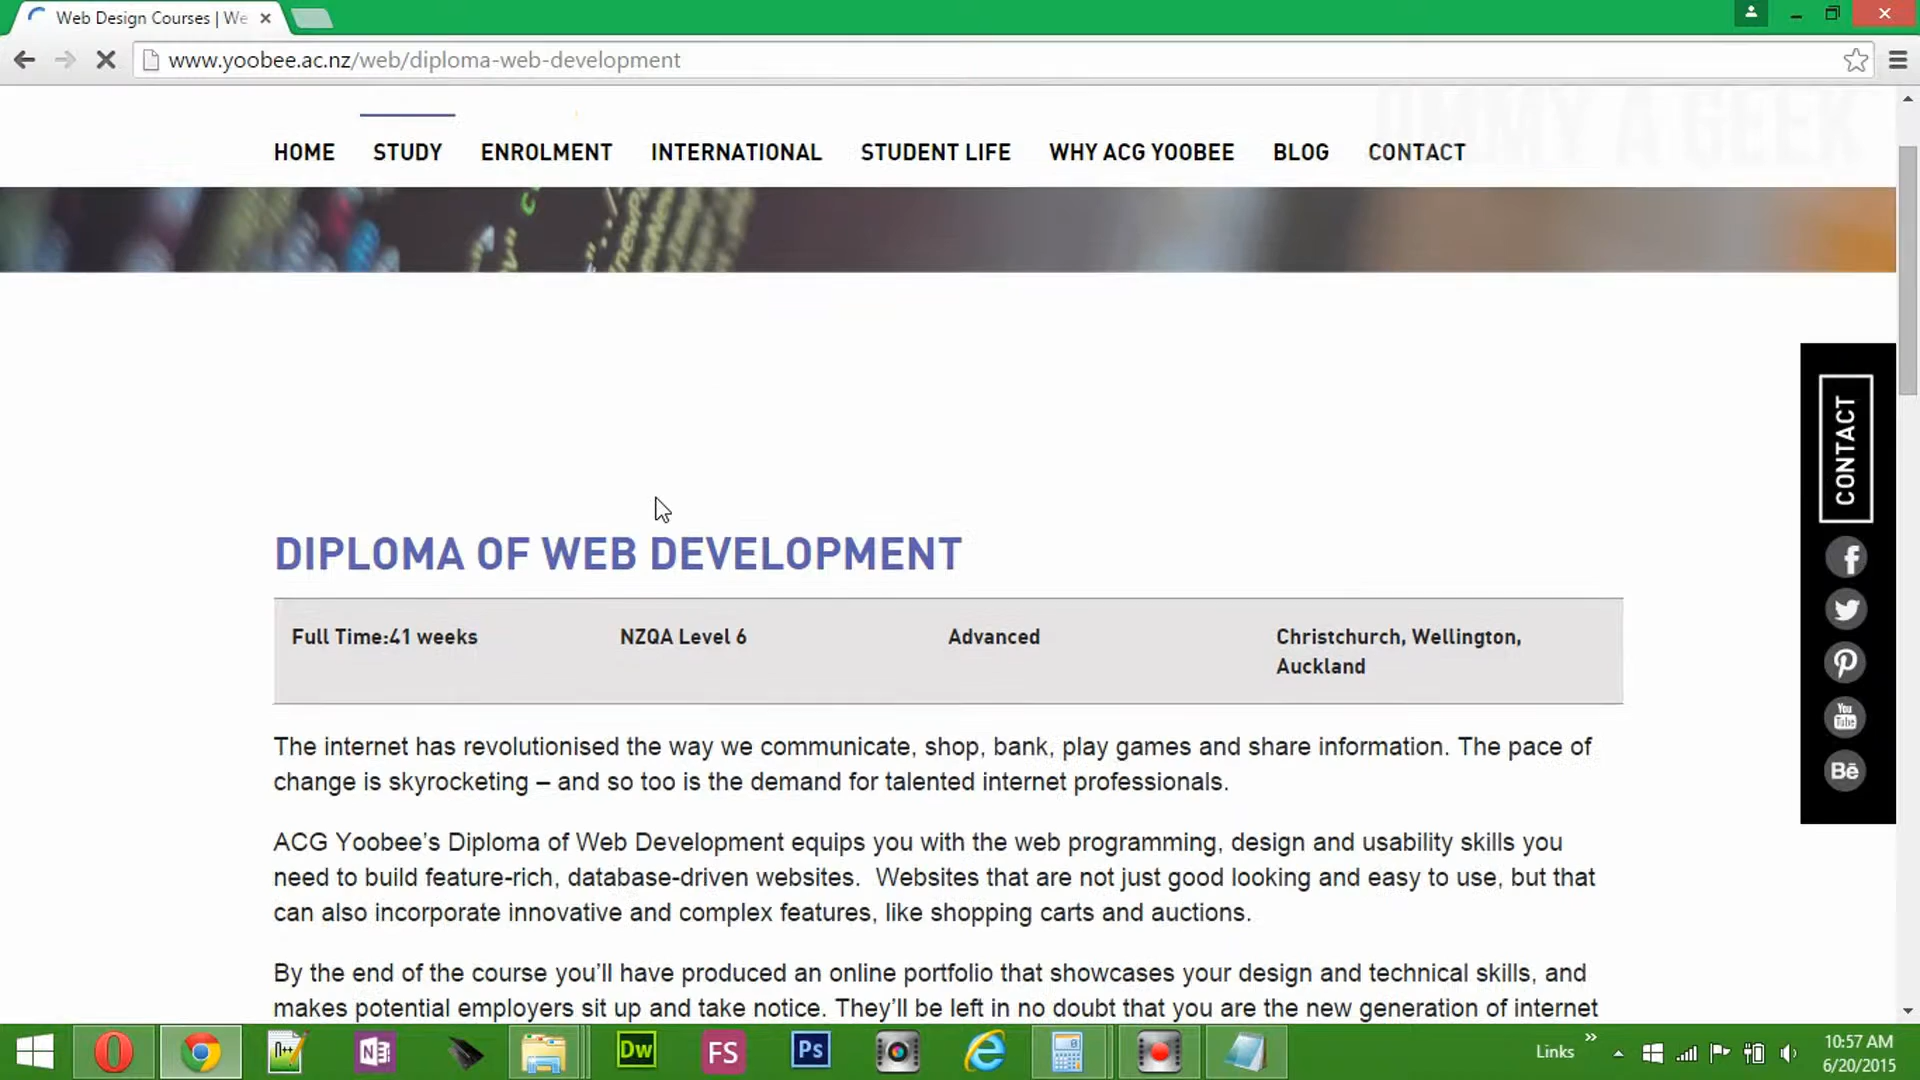 Web Design Courses | We
www.yoobee.ac.nz/web/diploma-web-development
HOME STUDY ENROLMENT INTERNATIONAL STUDENT LIFE WHY ACG YOOBEE BLOG CONTACT
DIPLOMA OF WEB DEVELOPMENT
Full Time:41 weeks NZQA Level 6 Advanced Christchurch, Wellington,
Auckland
The internet has revolutionised the way we communicate, shop, bank, play games and share information. The pace of
change is skyrocketing – and so too is the demand for talented internet professionals.
ACG Yoobee’s Diploma of Web Development equips you with the web programming, design and usability skills you
need to build feature-rich, database-driven websites.  Websites that are not just good looking and easy to use, but that
can also incorporate innovative and complex features, like shopping carts and auctions.
By the end of the course you’ll have produced an online portfolio that showcases your design and technical skills, and
makes potential employers sit up and take notice. They’ll be left in no doubt that you are the new generation of internet
CONTACT
You
Tube
Bē
N
Dw
FS
Ps
Links
10:57 AM
6/20/2015